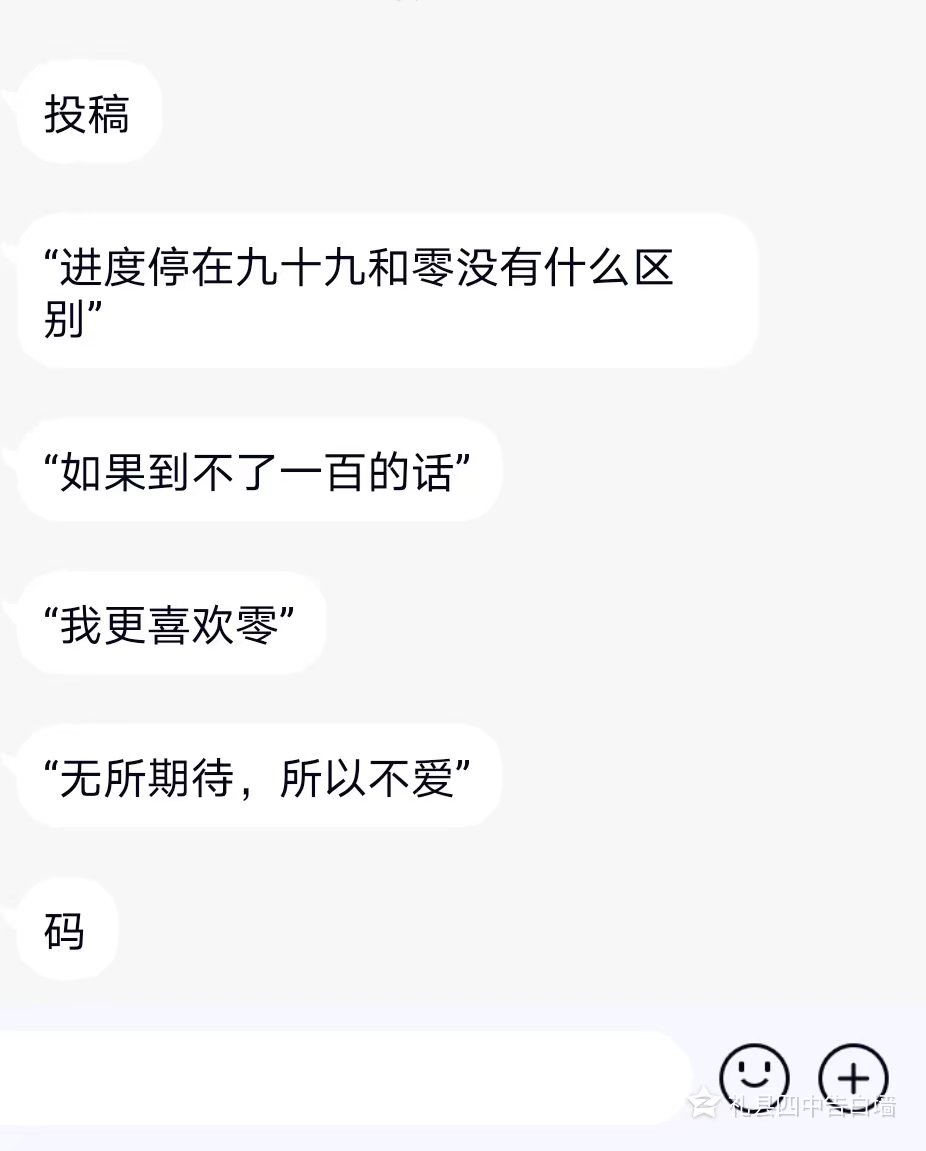 投稿
“进度停在九十九和零没有什么区
别”
“如果到不了一百的话”
“我更喜欢零”
“无所期待，所以不爱”
码
礼县四中告白墙